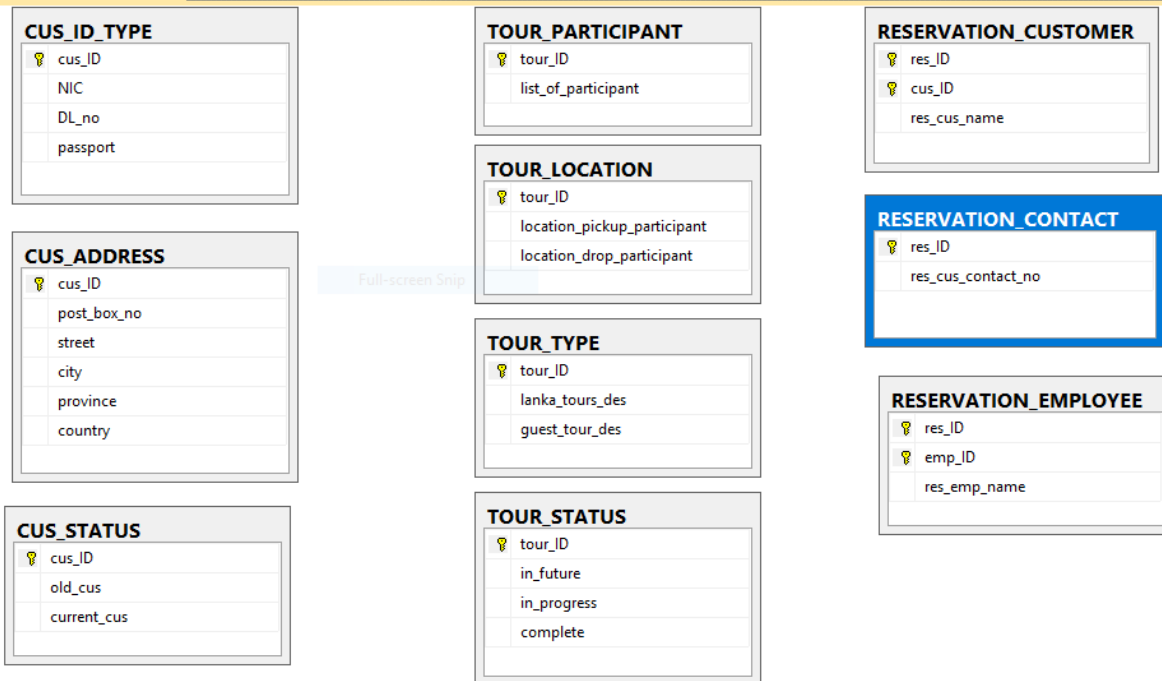 CUS_ID_TYPE
cus_ID
NIC
DL_no
passport
CUS_ADDRESS
cus_ID
post_box_no
street
city
province
country
CUS_STATUS
cus_ID
old_cus
current_cus
Full-screen Snip
TOUR_PARTICIPANT
tour_ID
list_of_participant
TOUR_LOCATION
tour_ID
location_pickup_participant
location_drop_participant
TOUR_TYPE
tour_ID
lanka_tours_des
guest_tour_des
TOUR_STATUS
tour_ID
in_future
in_progress
complete
RESERVATION_CUSTOMER
res_ID
cus_ID
res_cus_name
RESERVATION_CONTACT
res_ID
res_cus_contact_no
RESERVATION_EMPLOYEE
res_ID
emp_ID
res_emp_name